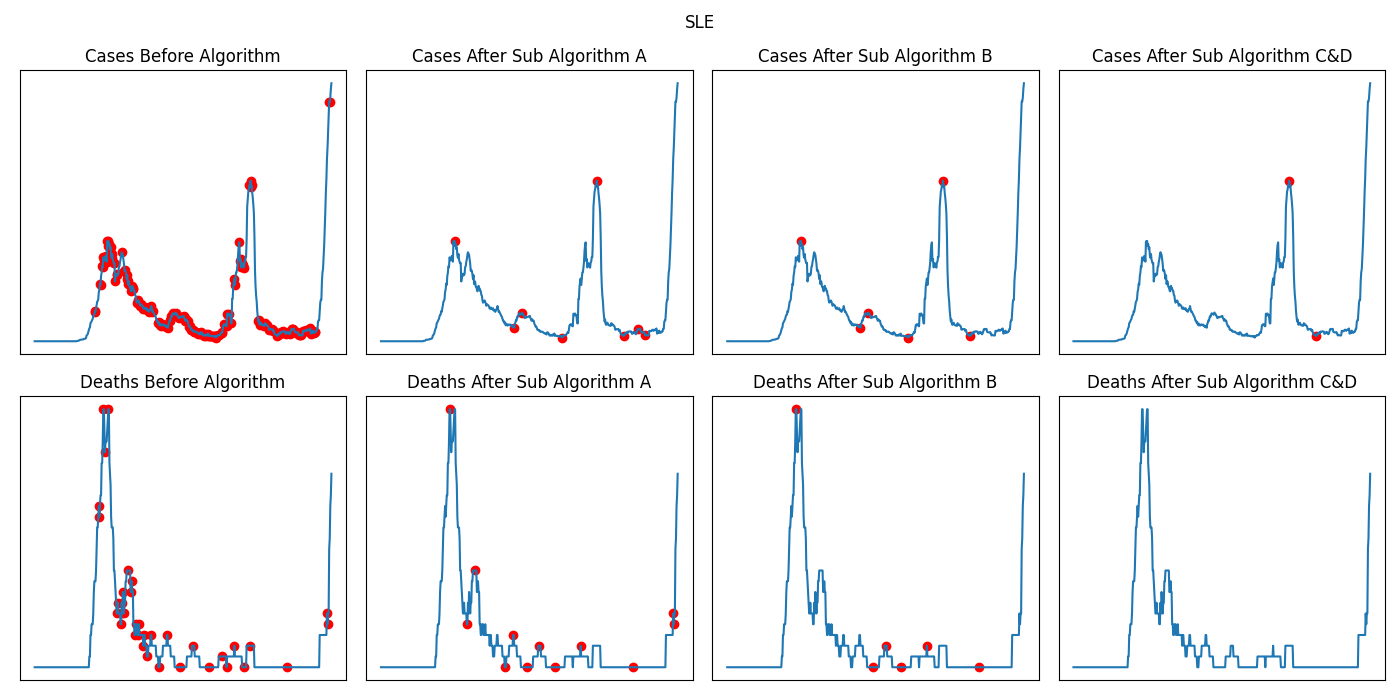 SLE
Cases Before Algorithm
Cases After Sub Algorithm A
Cases After Sub Algorithm B
Cases After Sub Algorithm C&D
Deaths Before Algorithm
Deaths After Sub Algorithm A
Deaths After Sub Algorithm B
Deaths After Sub Algorithm C&D